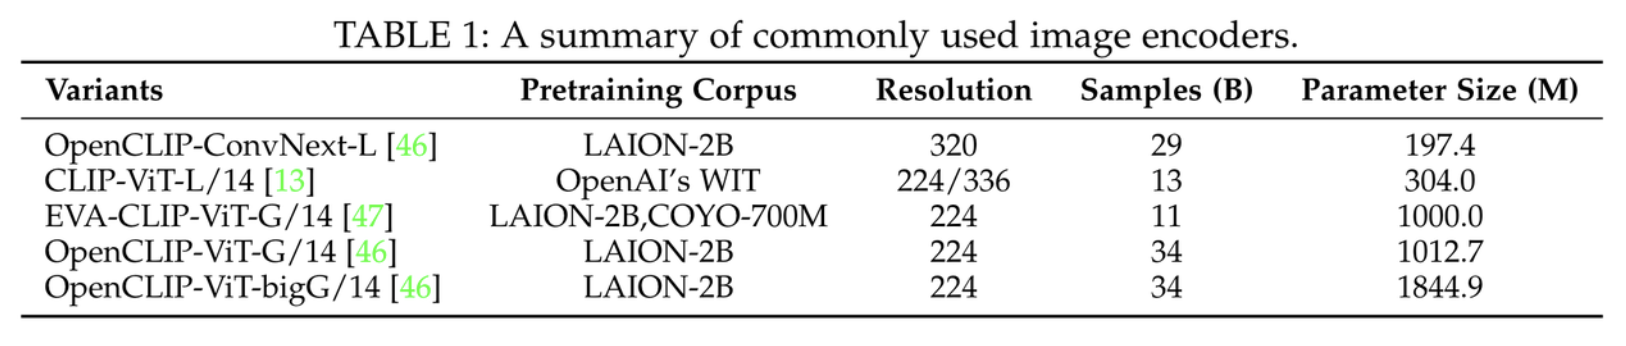 TABLE 1: A summary of commonly used image encoders.
Variants Pretraining Corpus Resolution Samples (B) Parameter Size (M)
OpenCLIP-ConvNext-L [46] LAION-2B 320 29 197.4
CLIP-ViT-L/14 [13] OpenAI's WIT 224/336 13 304.0
EVA-CLIP-ViT-G/14 [47] LAION-2B,COYO-700M 224 11 1000.0
OpenCLIP-ViT-G/14 [46] LAION-2B 224 34 1012.7
OpenCLIP-ViT-bigG/14 [46] LAION-2B 224 34 1844.9